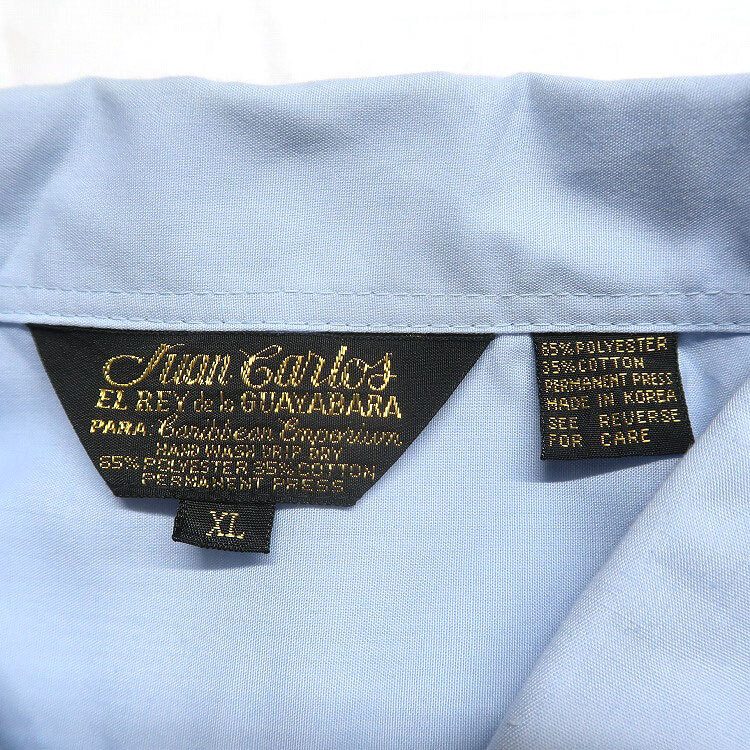 Juan Carlos
EL REY de la GUAYABARA
PARA: Caribbean Emporium
HAND WASH DRIP DRY
65% POLYESTER 35% COTTON
PERMANENT PRESS
XL
65% POLYESTER
35% COTTON
PERMANENT PRESS
MADE IN KOREA
SEE REVERSE
FOR CARE